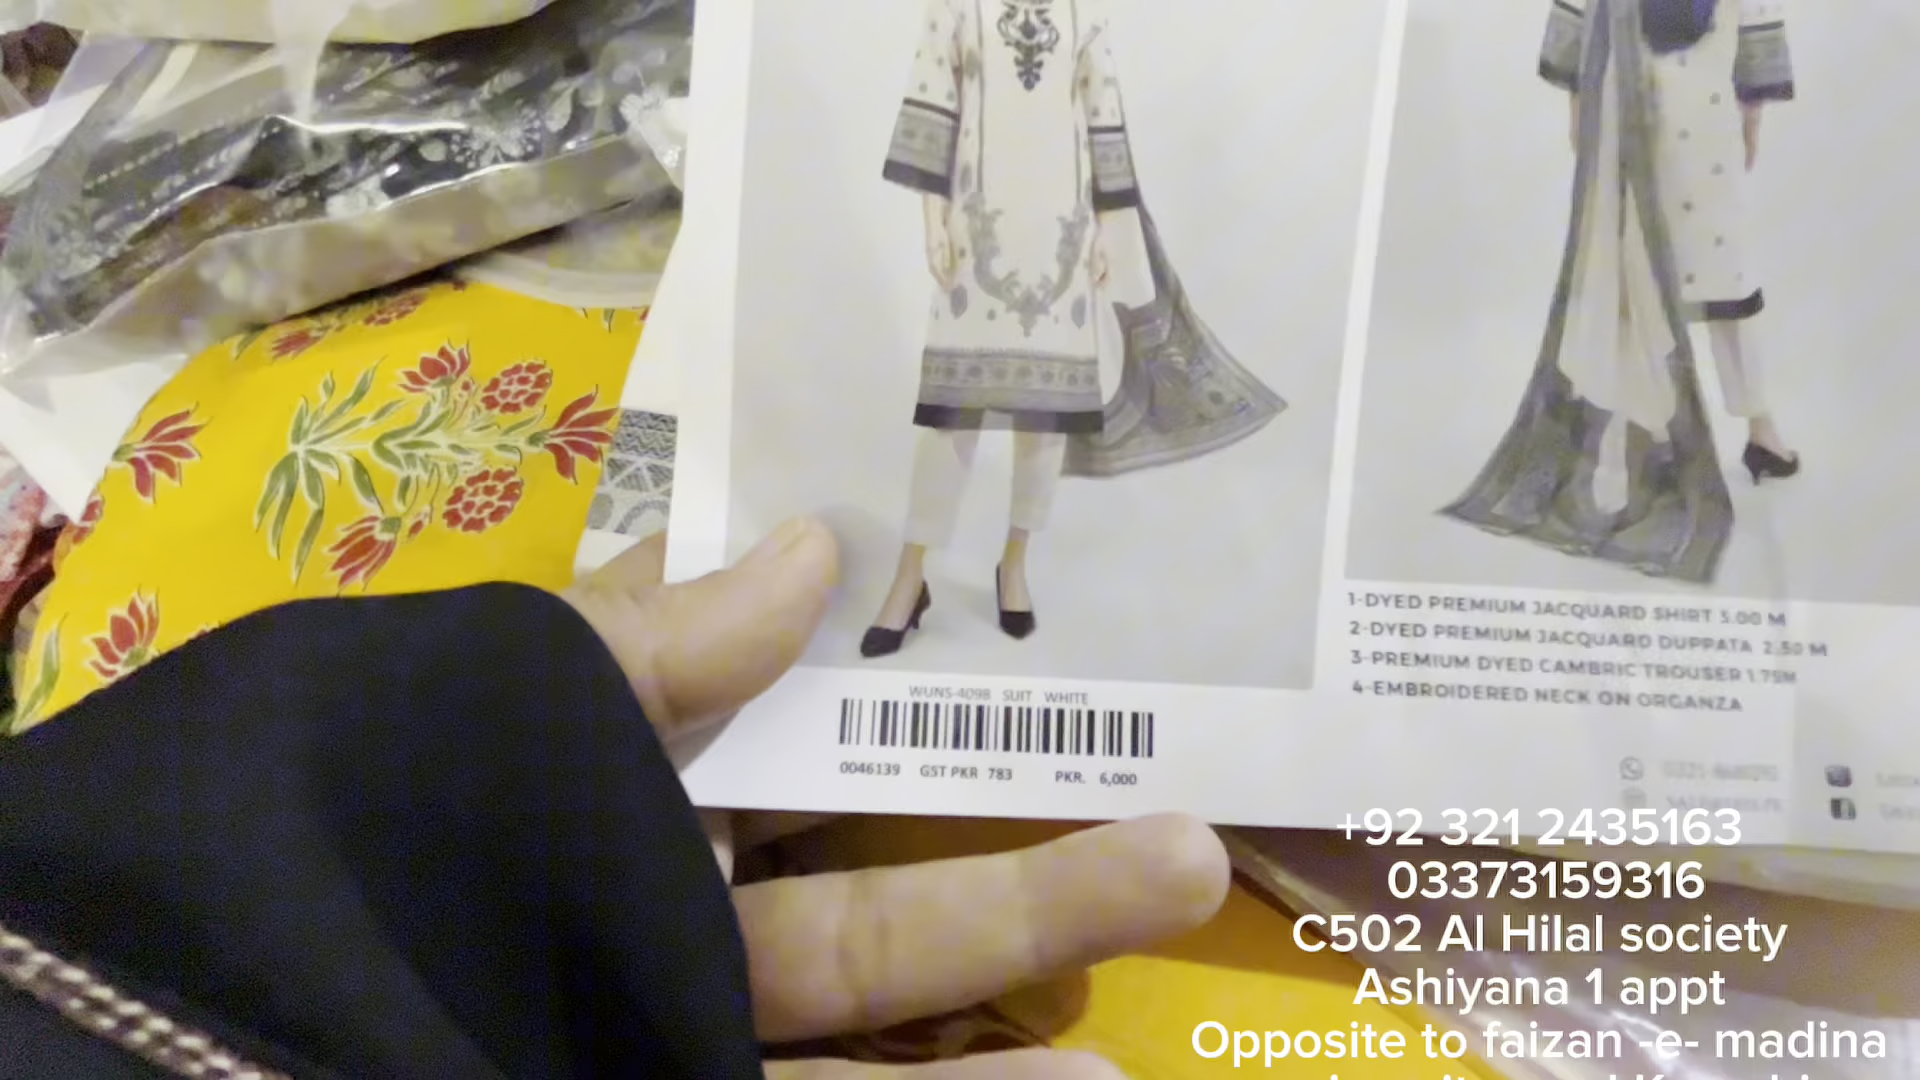 1-DYED PREMIUM JACQUARD SHIRT 3.00 M
2-DYED PREMIUM JACQUARD DUPPATA 2.50 M
3-PREMIUM DYED CAMBRIC TROUSER 1.75M
4-EMBROIDERED NECK ON ORGANZA
WUNS-4098 SUIT WHITE
0046139 GST PKR 783 PKR. 6,000
+92 321 2435163
03373159316
C502 Al Hilal society
Ashiyana 1 appt
Opposite to faizan -e- madina